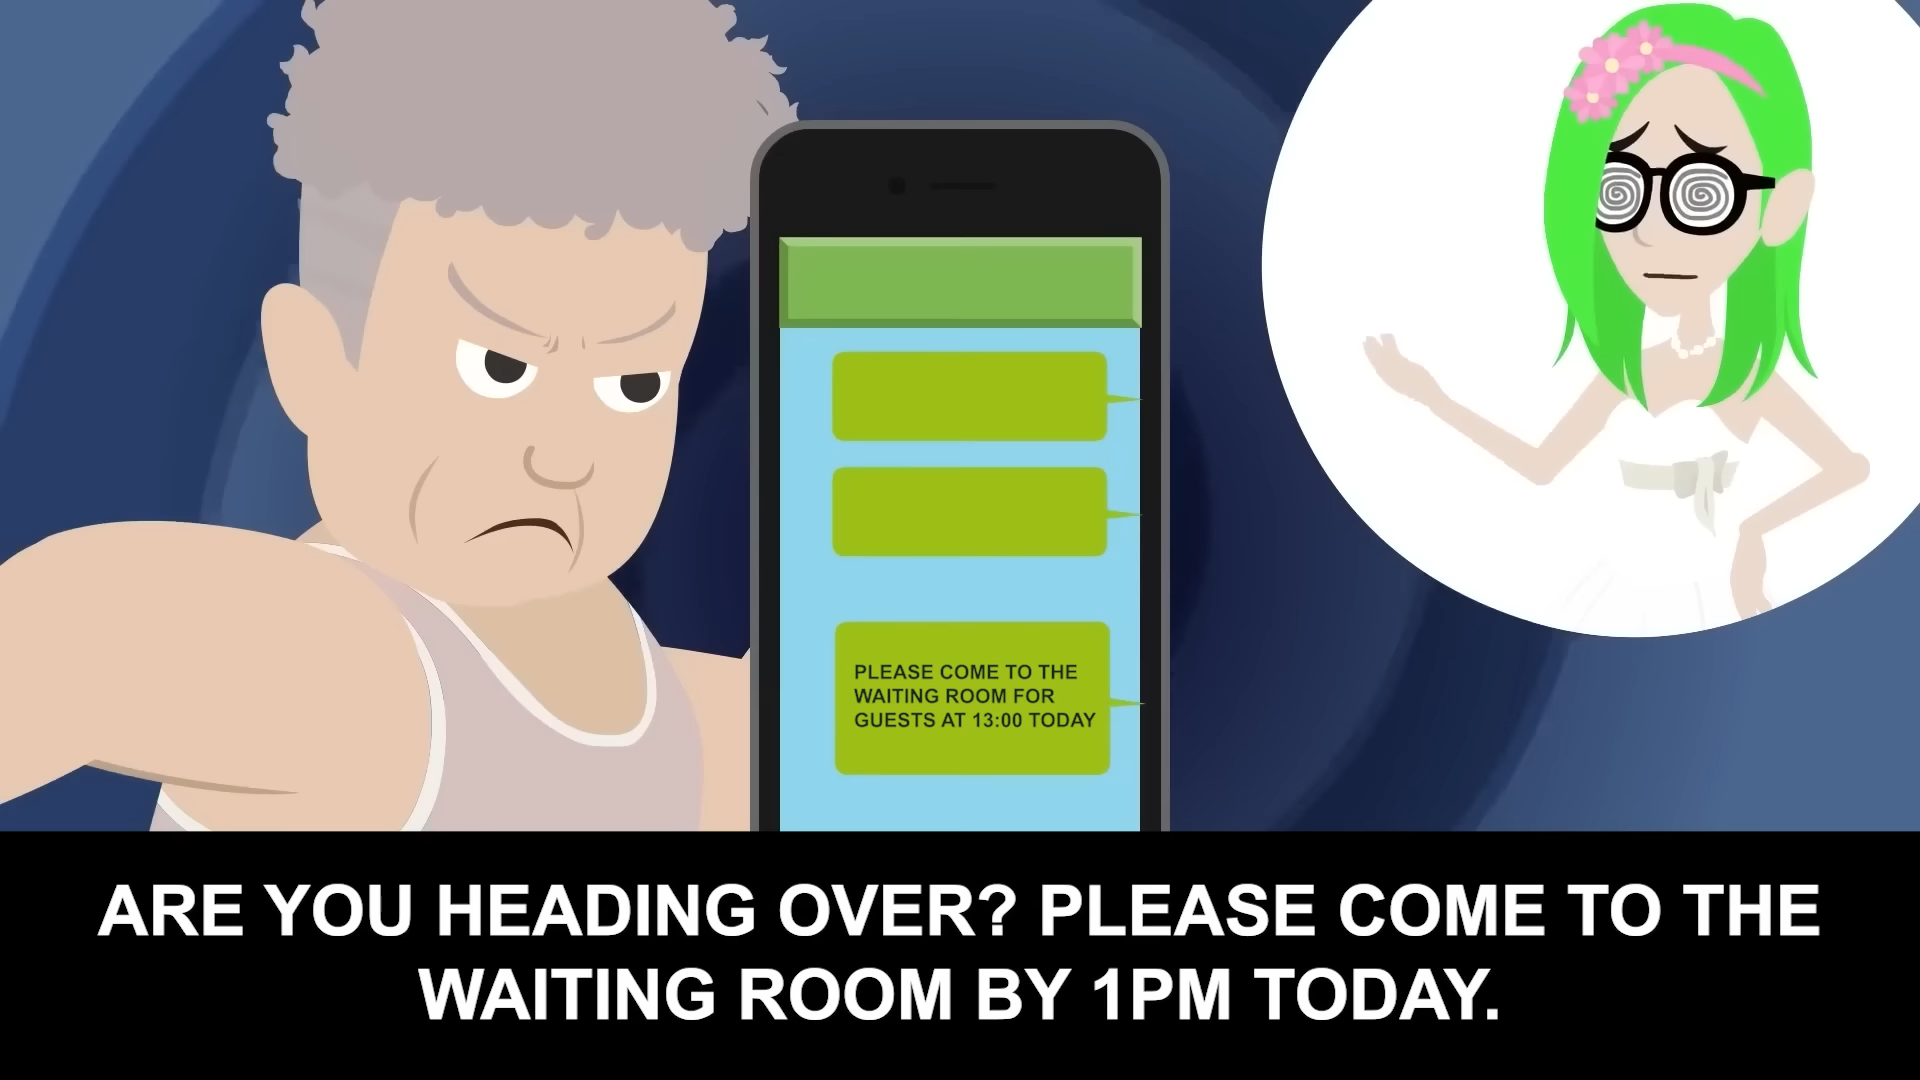 PLEASE COME TO THE
WAITING ROOM FOR
GUESTS AT 13:00 TODAY
ARE YOU HEADING OVER? PLEASE COME TO THE
WAITING ROOM BY 1PM TODAY.